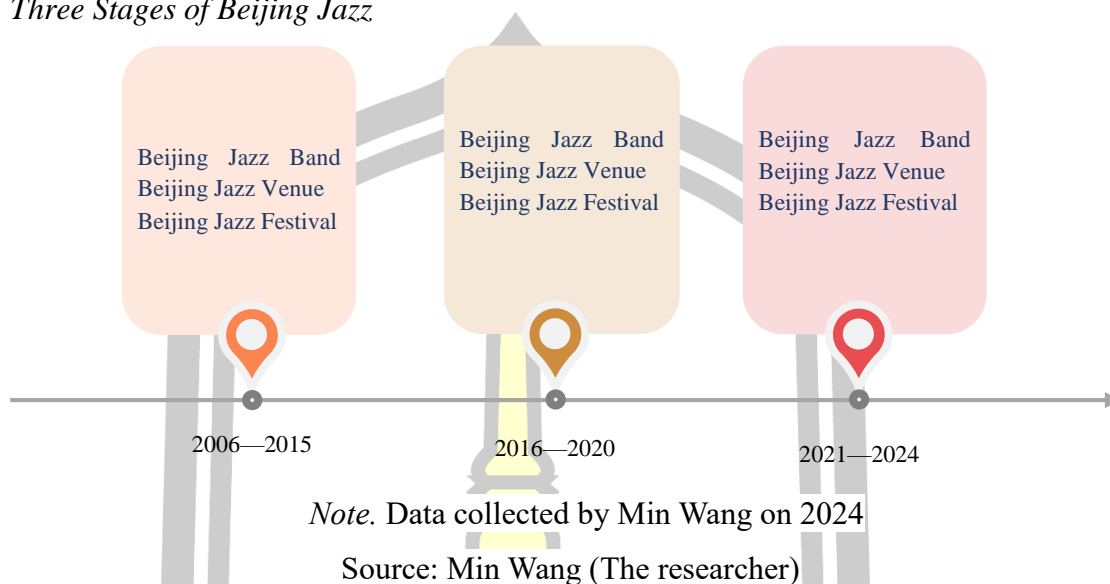 Three Stages of Beijing Jazz
Beijing Jazz Band
Beijing Jazz Venue
Beijing Jazz Festival
Beijing Jazz Band
Beijing Jazz Venue
Beijing Jazz Festival
Beijing Jazz Band
Beijing Jazz Venue
Beijing Jazz Festival
2006—2015
2016—2020
2021—2024
Note. Data collected by Min Wang on 2024
Source: Min Wang (The researcher)